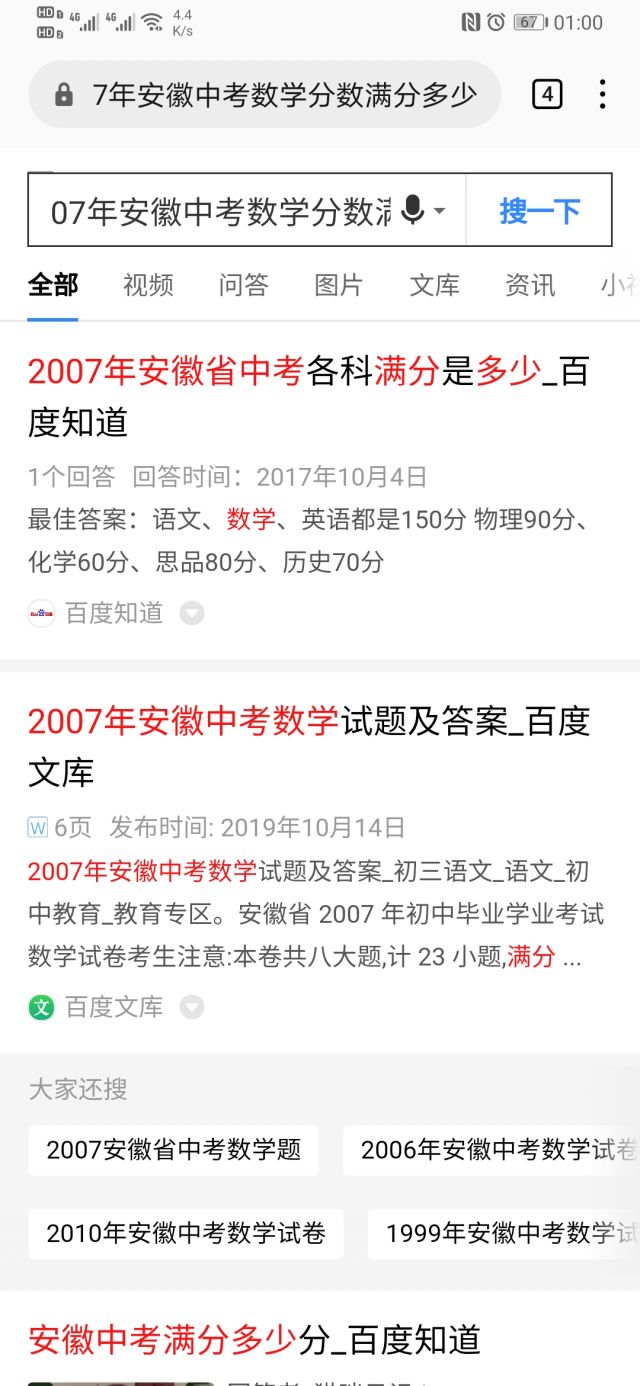 HD 1 4G 4G 4.4 67 01:00
HD 2 K/s
7年安徽中考数学分数满分多少 4
07年安徽中考数学分数 搜一下
全部 视频 问答 图片 文库 资讯 小
2007年安徽省中考各科满分是多少_百
度知道
1个回答 回答时间：2017年10月4日
最佳答案：语文、数学、英语都是150分 物理90分、
化学60分、思品80分、历史70分
百度知道
2007年安徽中考数学试题及答案_百度
文库
W 6页 发布时间: 2019年10月14日
2007年安徽中考数学试题及答案_初三语文_语文_初
中教育_教育专区。安徽省 2007 年初中毕业学业考试
数学试卷考生注意:本卷共八大题,计 23 小题,满分 ...
文 百度文库
大家还搜
2007安徽省中考数学题 2006年安徽中考数学试卷
2010年安徽中考数学试卷 1999年安徽中考数学试
安徽中考满分多少分_百度知道